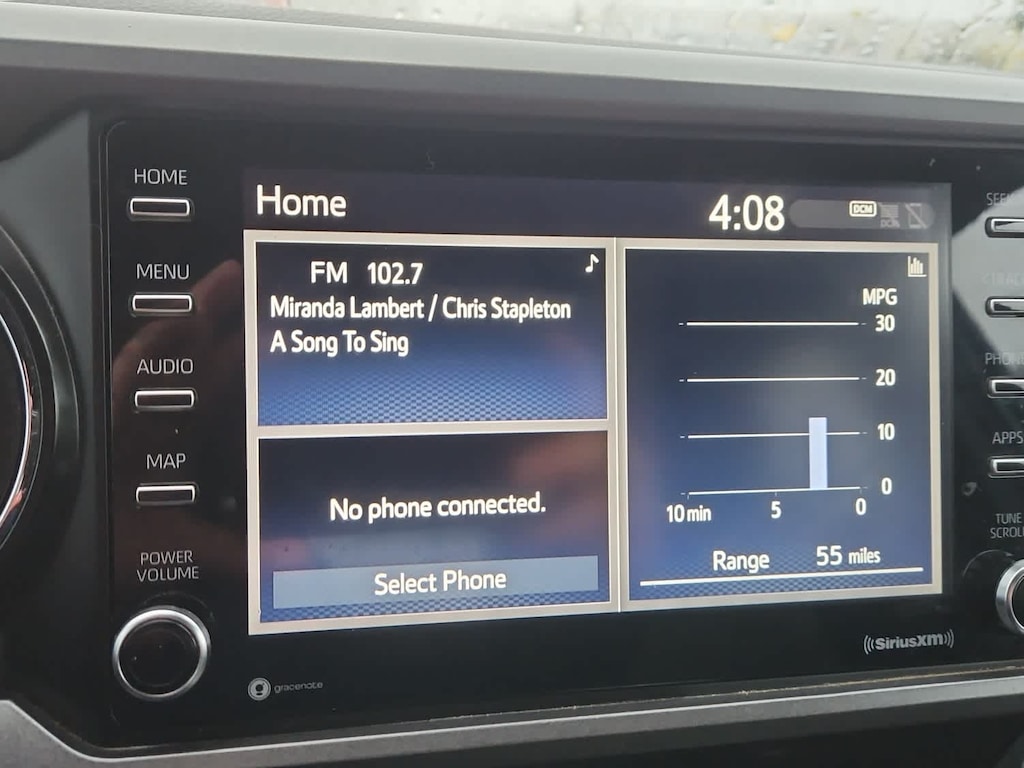 HOME
MENU
AUDIO
MAP
POWER
VOLUME
Home
4:08
DCM
FM 102.7
Miranda Lambert / Chris Stapleton
A Song To Sing
No phone connected.
Select Phone
MPG
30
20
10
0
10 min 5 0
Range 55 miles
gracenote
SiriusXM
APPS
TUNE